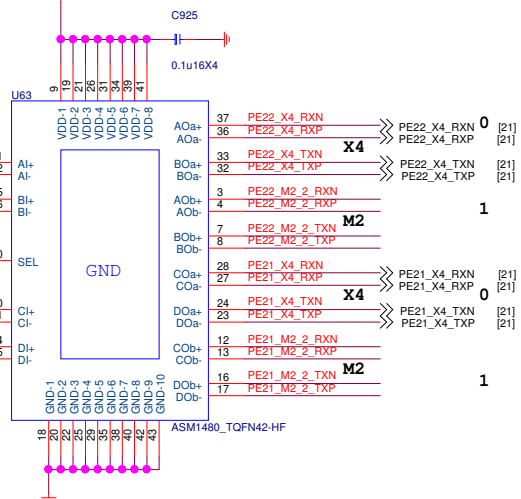 C925
0.1u16X4
9 19 21 26 31 34 39 41
U63
VDD-1 VDD-2 VDD-3 VDD-4 VDD-5 VDD-6 VDD-7 VDD-8
AOa+ 37 PE22_X4_RXN PE22_X4_RXN 0 [21]
AOa- 36 PE22_X4_RXP PE22_X4_RXP [21]
X4
AI+ BOa+ 33 PE22_X4_TXN PE22_X4_TXN [21]
AI- BOa- 32 PE22_X4_TXP PE22_X4_TXP [21]
BI+ AOb+ 3 PE22_M2_2_RXN
BI- AOb- 4 PE22_M2_2_RXP 1
M2
BOb+ 7 PE22_M2_2_TXN
BOb- 8 PE22_M2_2_TXP
SEL
GND
COa+ 28 PE21_X4_RXN PE21_X4_RXN [21]
COa- 27 PE21_X4_RXP PE21_X4_RXP [21]
X4 0
CI+ DOa+ 24 PE21_X4_TXN PE21_X4_TXN [21]
CI- DOa- 23 PE21_X4_TXP PE21_X4_TXP [21]
DI+ COb+ 12 PE21_M2_2_RXP
DI- COb- 13 PE21_M2_2_RXN
M2
DOb+ 16 PE21_M2_2_TXN 1
DOb- 17 PE21_M2_2_TXP
GND-1 GND-2 GND-3 GND-4 GND-5 GND-6 GND-7 GND-8 GND-9 GND-10
ASM1480_TQFN42-HF
18 20 22 25 29 35 38 40 42 43